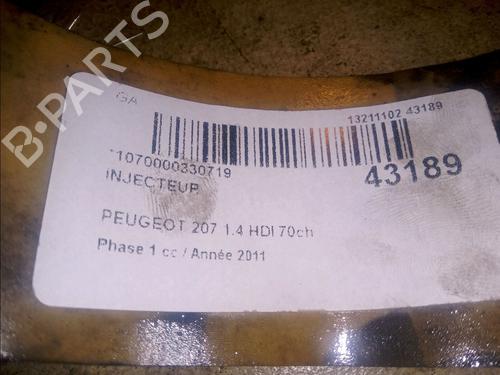 GA
13211102 43189
*1070000330719
43189
INJECTEUR
PEUGEOT 207 1.4 HDI 70ch
Phase 1 cc / Année 2011
B-PARTS